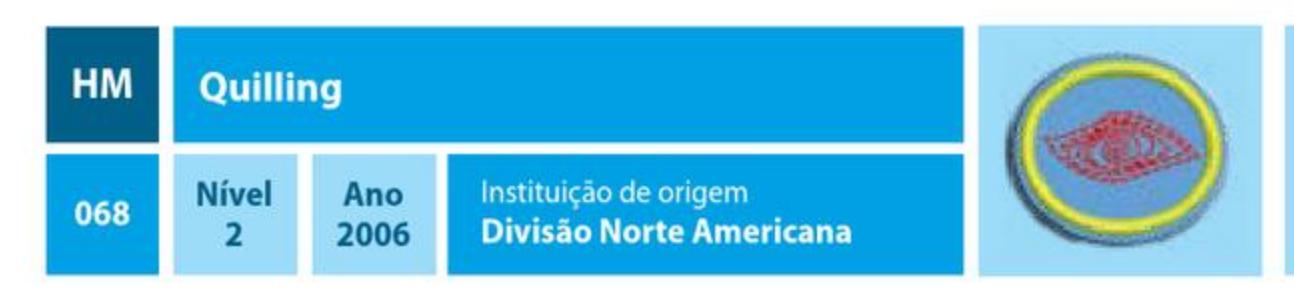 HM
Quilling
068
Nível
2
Ano
2006
Instituição de origem
Divisão Norte Americana